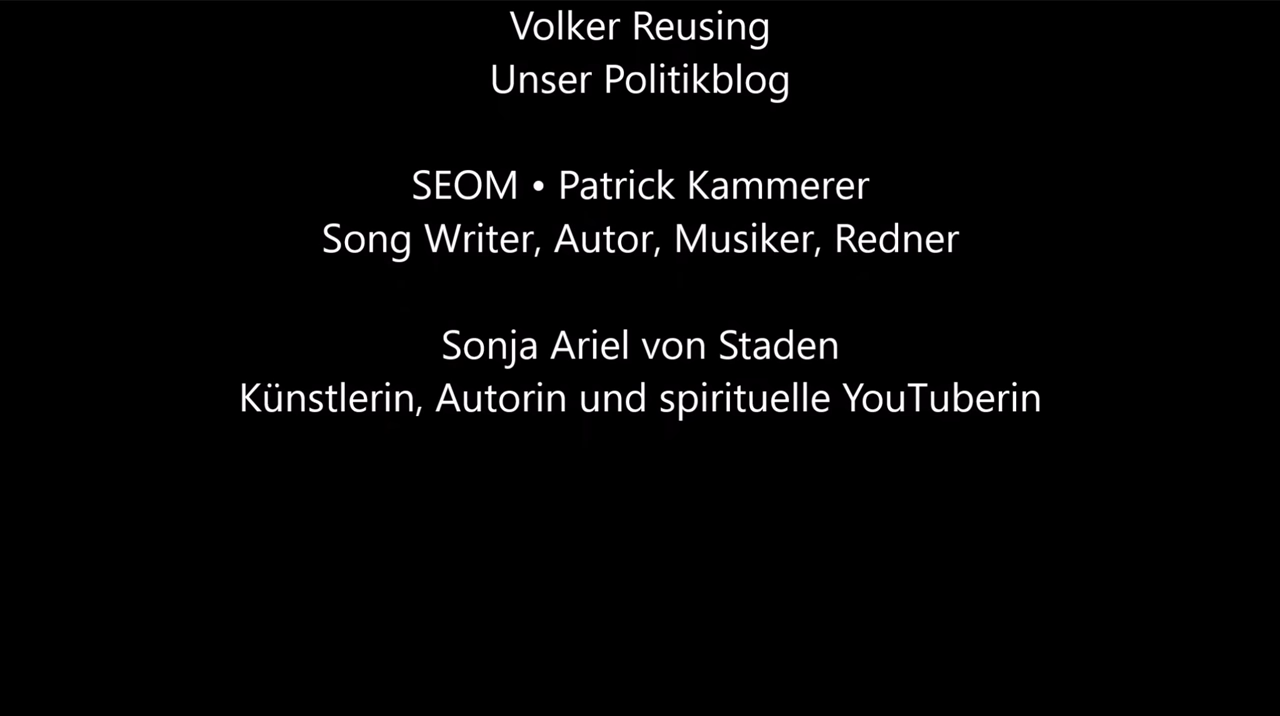 Volker Reusing
Unser Politikblog
SEOM • Patrick Kammerer
Song Writer, Autor, Musiker, Redner
Sonja Ariel von Staden
Künstlerin, Autorin und spirituelle YouTuberin